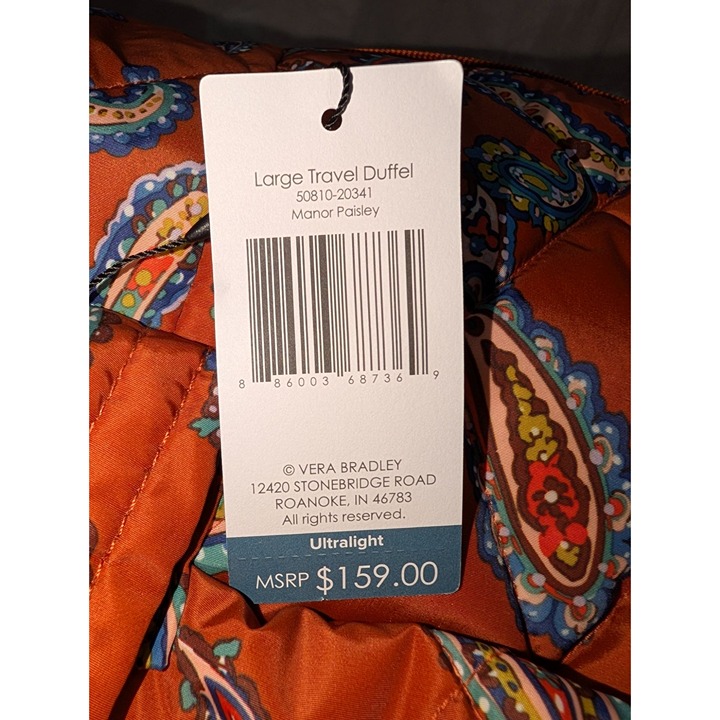 Large Travel Duffel
50810-20341
Manor Paisley
8 86003 68736 9
© VERA BRADLEY
12420 STONEBRIDGE ROAD
ROANOKE, IN 46783
All rights reserved.
Ultralight
MSRP $159.00